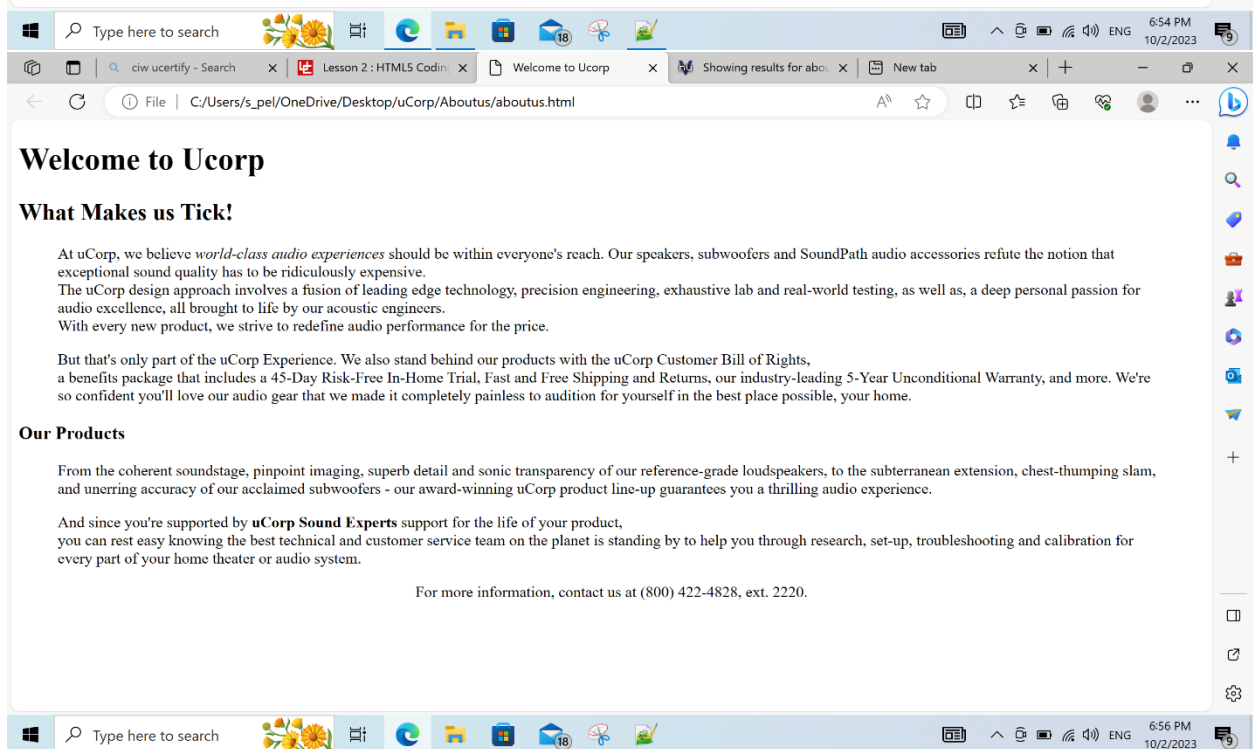 Type here to search
18
ENG
6:54 PM
10/2/2023
9
ciw ucertify - Search
Lesson 2 : HTML5 Coding
Welcome to Ucorp
Showing results for abou
New tab
File
C:/Users/s_pel/OneDrive/Desktop/uCorp/Aboutus/aboutus.html
Welcome to Ucorp
What Makes us Tick!
At uCorp, we believe world-class audio experiences should be within everyone's reach. Our speakers, subwoofers and SoundPath audio accessories refute the notion that
exceptional sound quality has to be ridiculously expensive.
The uCorp design approach involves a fusion of leading edge technology, precision engineering, exhaustive lab and real-world testing, as well as, a deep personal passion for
audio excellence, all brought to life by our acoustic engineers.
With every new product, we strive to redefine audio performance for the price.
But that's only part of the uCorp Experience. We also stand behind our products with the uCorp Customer Bill of Rights,
a benefits package that includes a 45-Day Risk-Free In-Home Trial, Fast and Free Shipping and Returns, our industry-leading 5-Year Unconditional Warranty, and more. We're
so confident you'll love our audio gear that we made it completely painless to audition for yourself in the best place possible, your home.
Our Products
From the coherent soundstage, pinpoint imaging, superb detail and sonic transparency of our reference-grade loudspeakers, to the subterranean extension, chest-thumping slam,
and unerring accuracy of our acclaimed subwoofers - our award-winning uCorp product line-up guarantees you a thrilling audio experience.
And since you're supported by uCorp Sound Experts support for the life of your product,
you can rest easy knowing the best technical and customer service team on the planet is standing by to help you through research, set-up, troubleshooting and calibration for
every part of your home theater or audio system.
For more information, contact us at (800) 422-4828, ext. 2220.
Type here to search
18
ENG
6:56 PM
10/2/2023
9